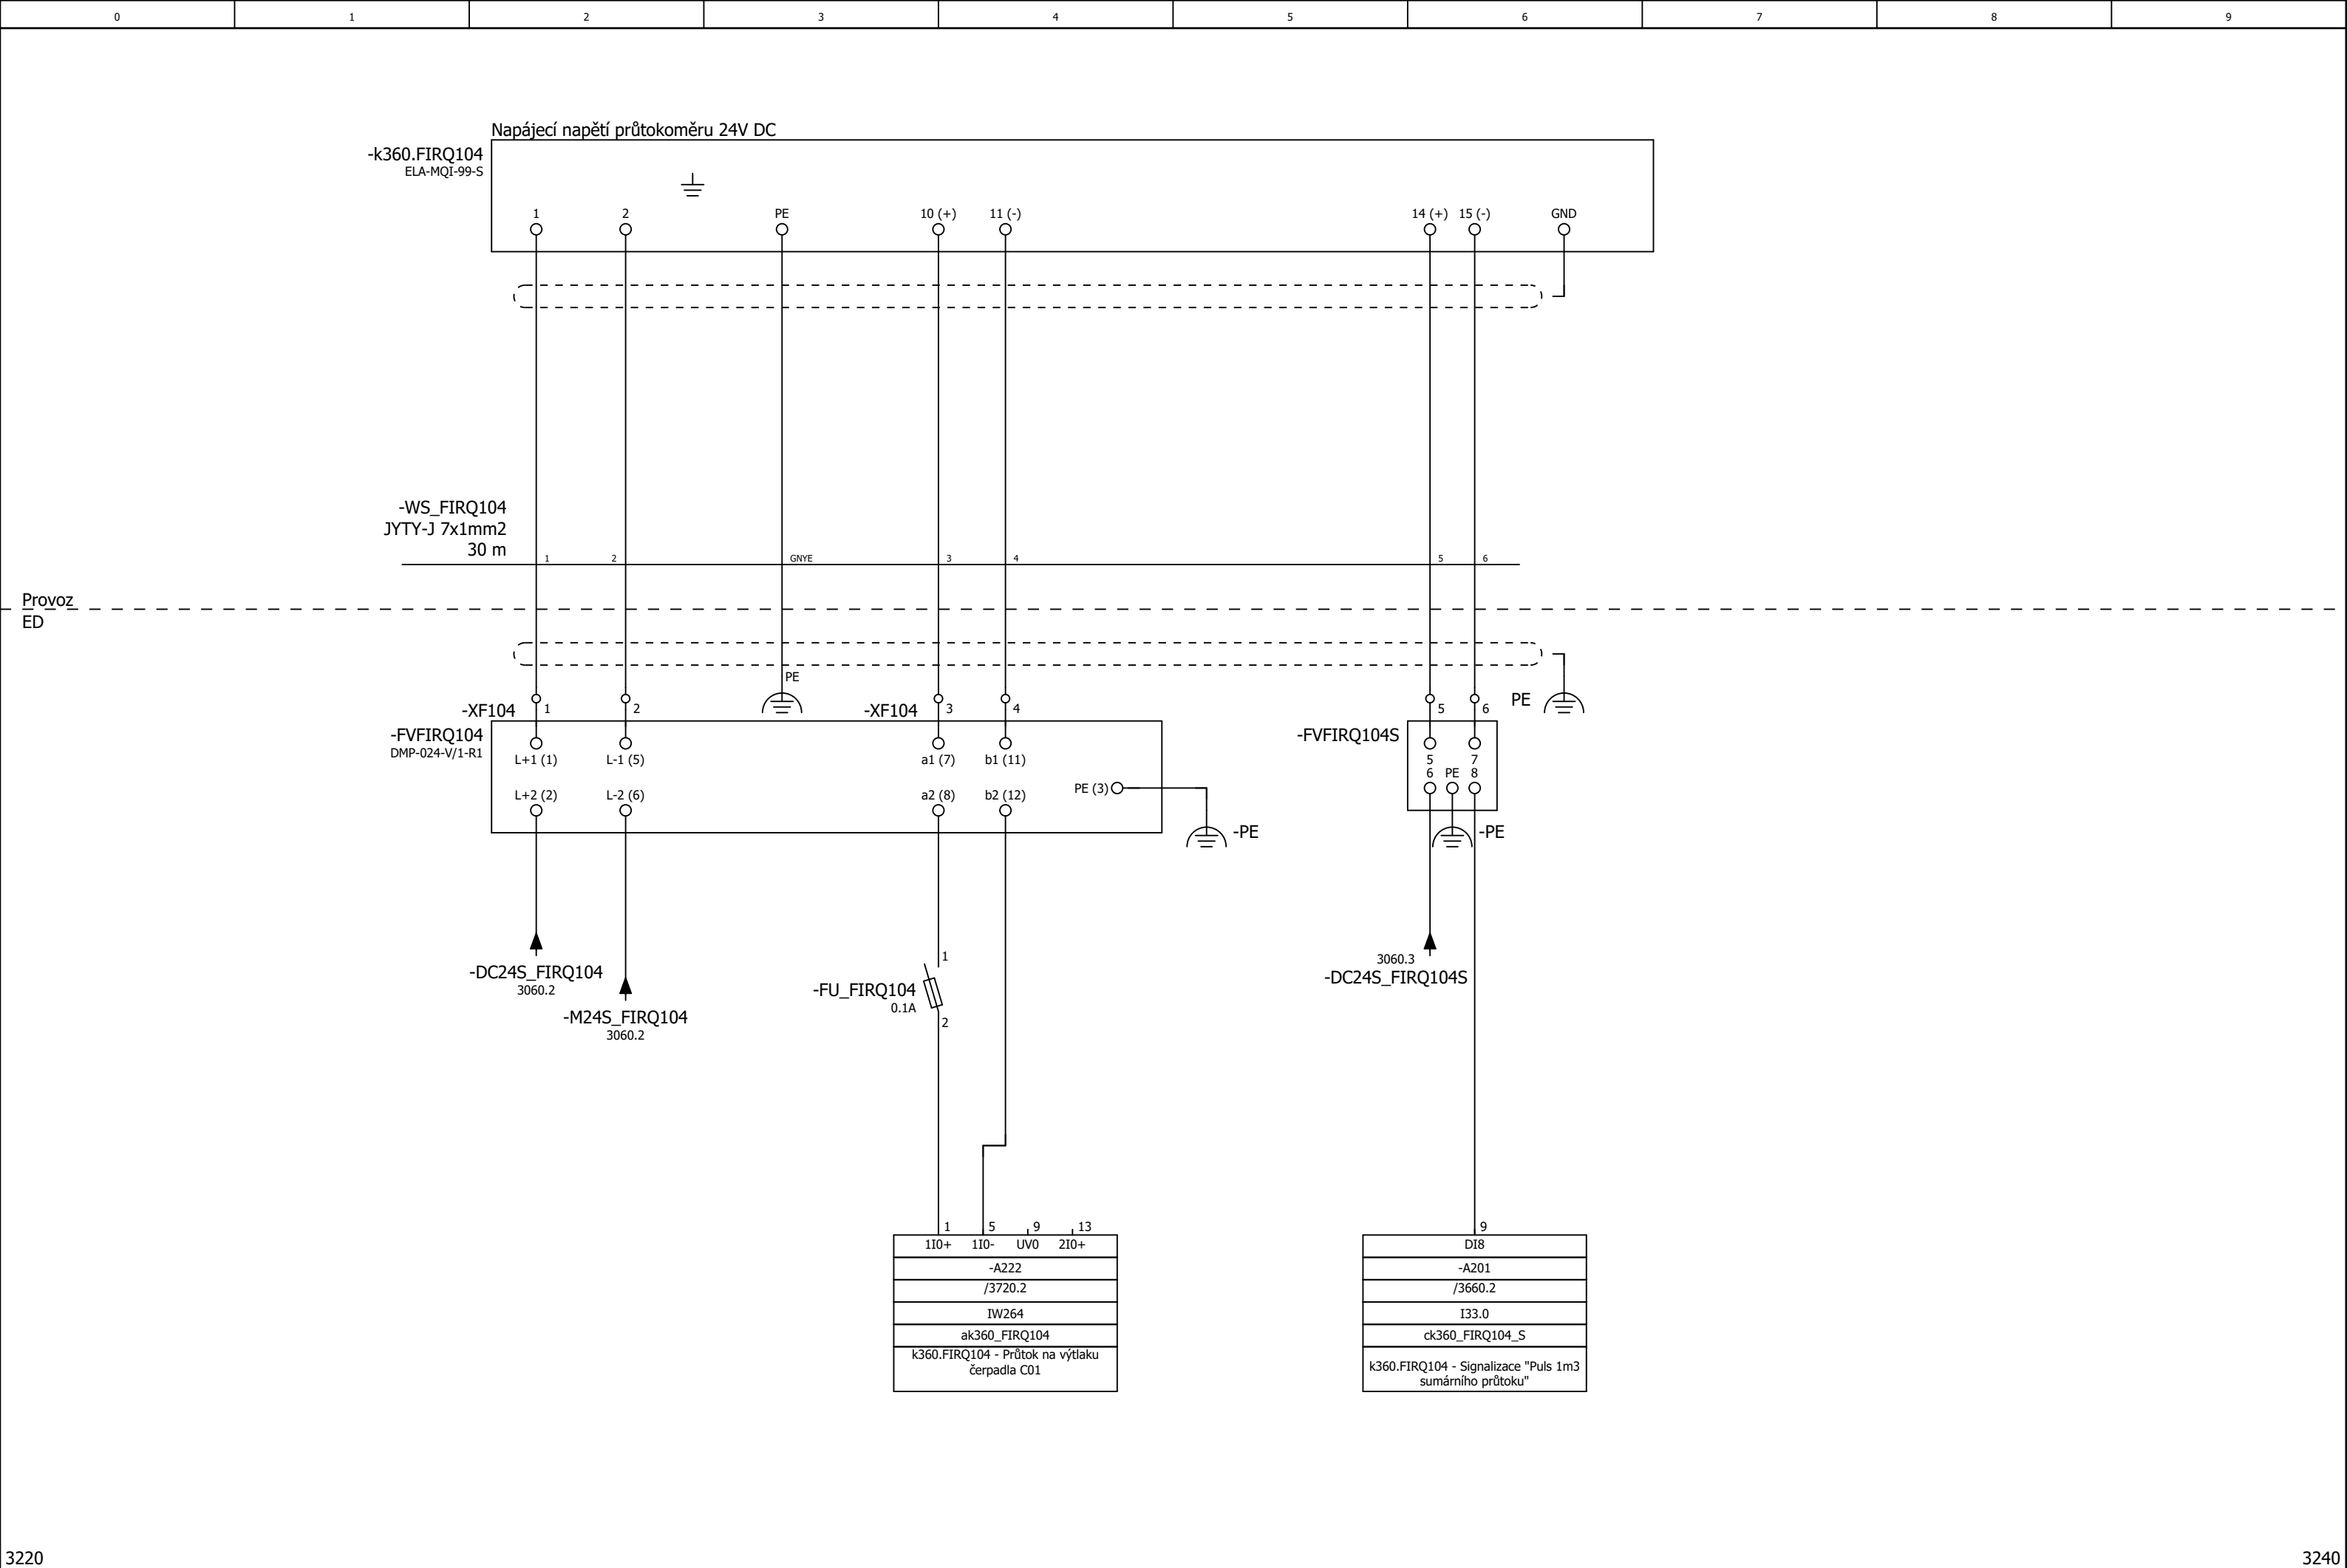 0 1 2 3 4 5 6 7 8 9
Napájecí napětí průtokoměru 24V DC
-k360.FIRQ104
ELA-MQI-99-S
1 2 PE 10 (+) 11 (-) 14 (+) 15 (-) GND
-WS_FIRQ104
JYTY-J 7x1mm2
30 m
1 2 GNYE 3 4 5 6
Provoz
ED
PE
-XF104 1 2 -XF104 3 4 5 6 PE
-FVFIRQ104
DMP-024-V/1-R1
L+1 (1) L-1 (5) a1 (7) b1 (11)
PE (3)
L+2 (2) L-2 (6) a2 (8) b2 (12)
-PE
-FVFIRQ104S
5 7
6 PE 8
-PE
-DC24S_FIRQ104
3060.2
-M24S_FIRQ104
3060.2
1
-FU_FIRQ104
0.1A
2
3060.3
-DC24S_FIRQ104S
1 5 9 13
1I0+ 1I0- UV0 2I0+
-A222
/3720.2
IW264
ak360_FIRQ104
k360.FIRQ104 - Průtok na výtlaku
čerpadla C01
9
DI8
-A201
/3660.2
I33.0
ck360_FIRQ104_S
k360.FIRQ104 - Signalizace "Puls 1m3
sumárního průtoku"
3220
3240